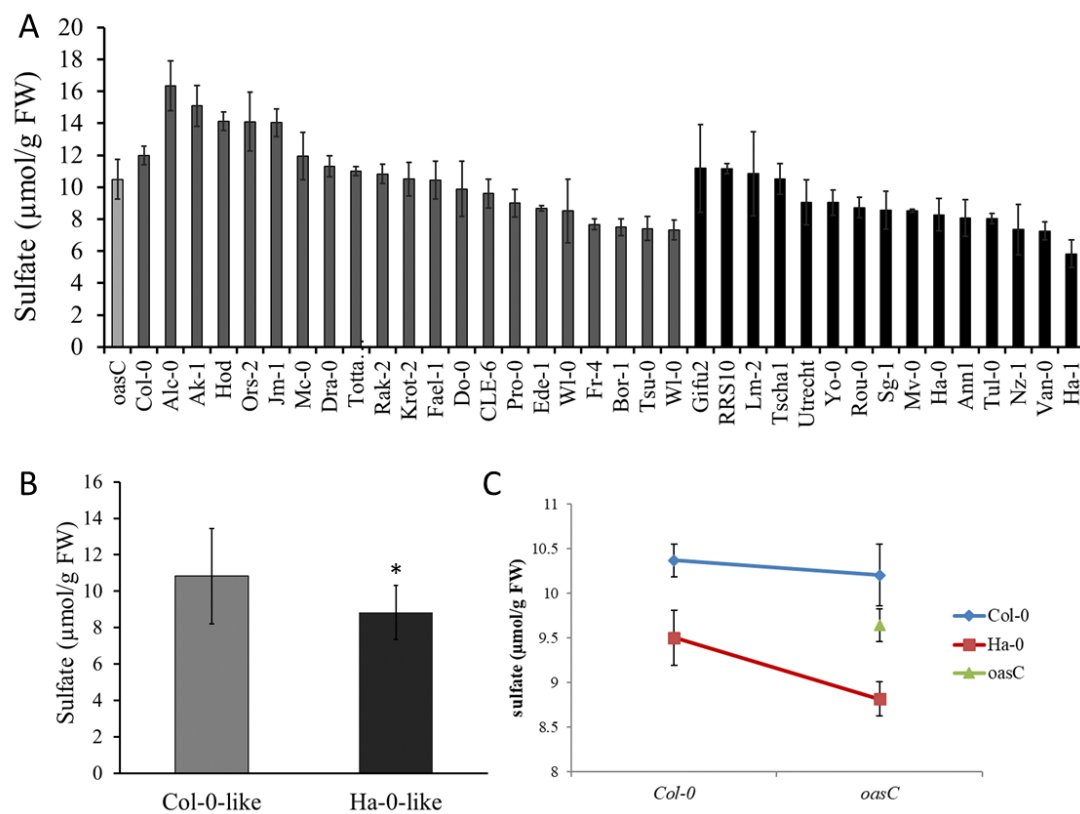 A
Sulfate (µmol/g FW)
20
18
16
14
12
10
8
6
4
2
0
oasC
Col-0
Alc-0
Ak-1
Hod
Ors-2
Jm-1
Mc-0
Dra-0
Totta…
Rak-2
Krot-2
Fael-1
Do-0
CLE-6
Pro-0
Ede-1
Wl-0
Fr-4
Bor-1
Tsu-0
Wl-0
Gifu2
RRS10
Lm-2
Tscha1
Utrecht
Yo-0
Rou-0
Sg-1
Mv-0
Ha-0
Ann1
Tul-0
Nz-1
Van-0
Ha-1
B
Sulfate (µmol/g FW)
16
14
12
10
8
6
4
2
0
*
Col-0-like
Ha-0-like
C
sulfate (µmol/g FW)
11
10.5
10
9.5
9
8.5
8
Col-0
oasC
Col-0
Ha-0
oasC